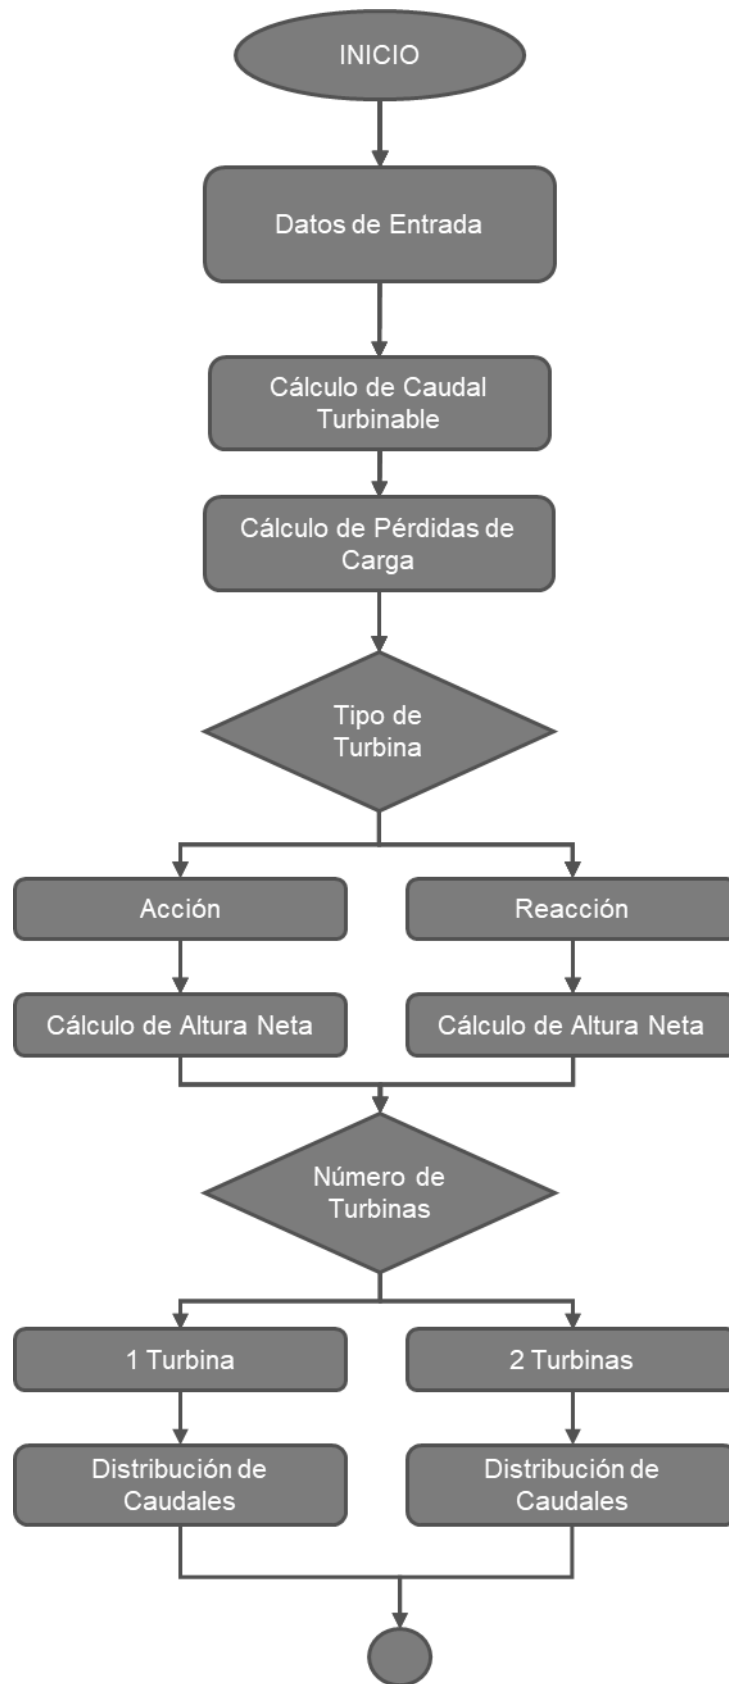 INICIO
Datos de Entrada
Cálculo de Caudal
Turbinable
Cálculo de Pérdidas de
Carga
Tipo de
Turbina
Acción
Reacción
Cálculo de Altura Neta
Cálculo de Altura Neta
Número de
Turbinas
1 Turbina
2 Turbinas
Distribución de
Caudales
Distribución de
Caudales